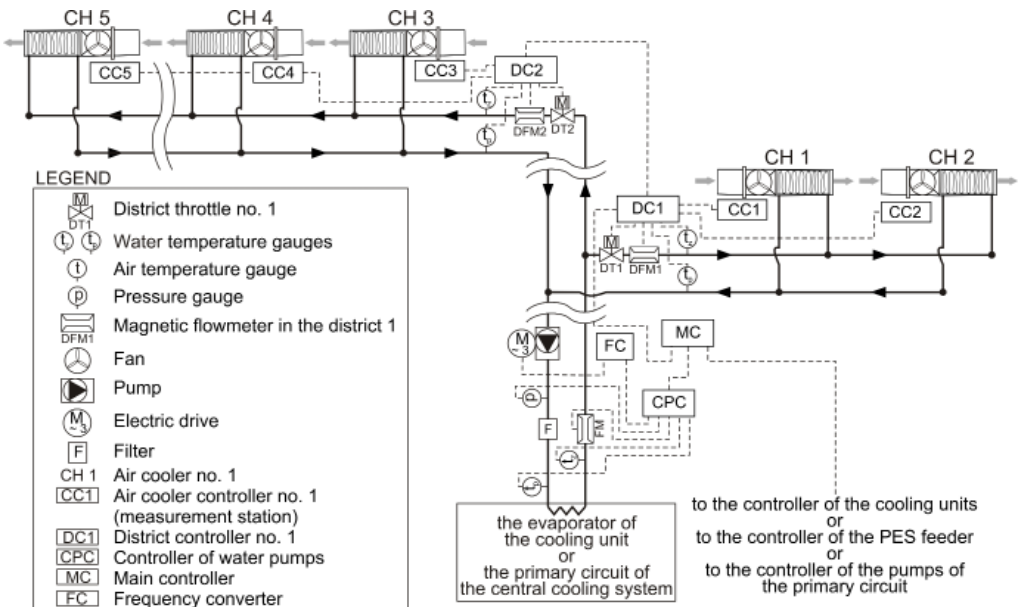 CH 5 CH 4 CH 3
CC5 CC4 CC3 DC2
M
DFM2 DT2
CH 1 CH 2
DC1 CC1 CC2
M
DT1 DFM1
M
~3
FC MC
CPC
p
F FM
the evaporator of
the cooling unit
or
the primary circuit of
the central cooling system
to the controller of the cooling units
or
to the controller of the PES feeder
or
to the controller of the pumps of
the primary circuit
LEGEND
M
DT1 District throttle no. 1
Water temperature gauges
t Air temperature gauge
p Pressure gauge
DFM1 Magnetic flowmeter in the district 1
Fan
Pump
M
~3 Electric drive
F Filter
CH 1 Air cooler no. 1
CC1 Air cooler controller no. 1
(measurement station)
DC1 District controller no. 1
CPC Controller of water pumps
MC Main controller
FC Frequency converter